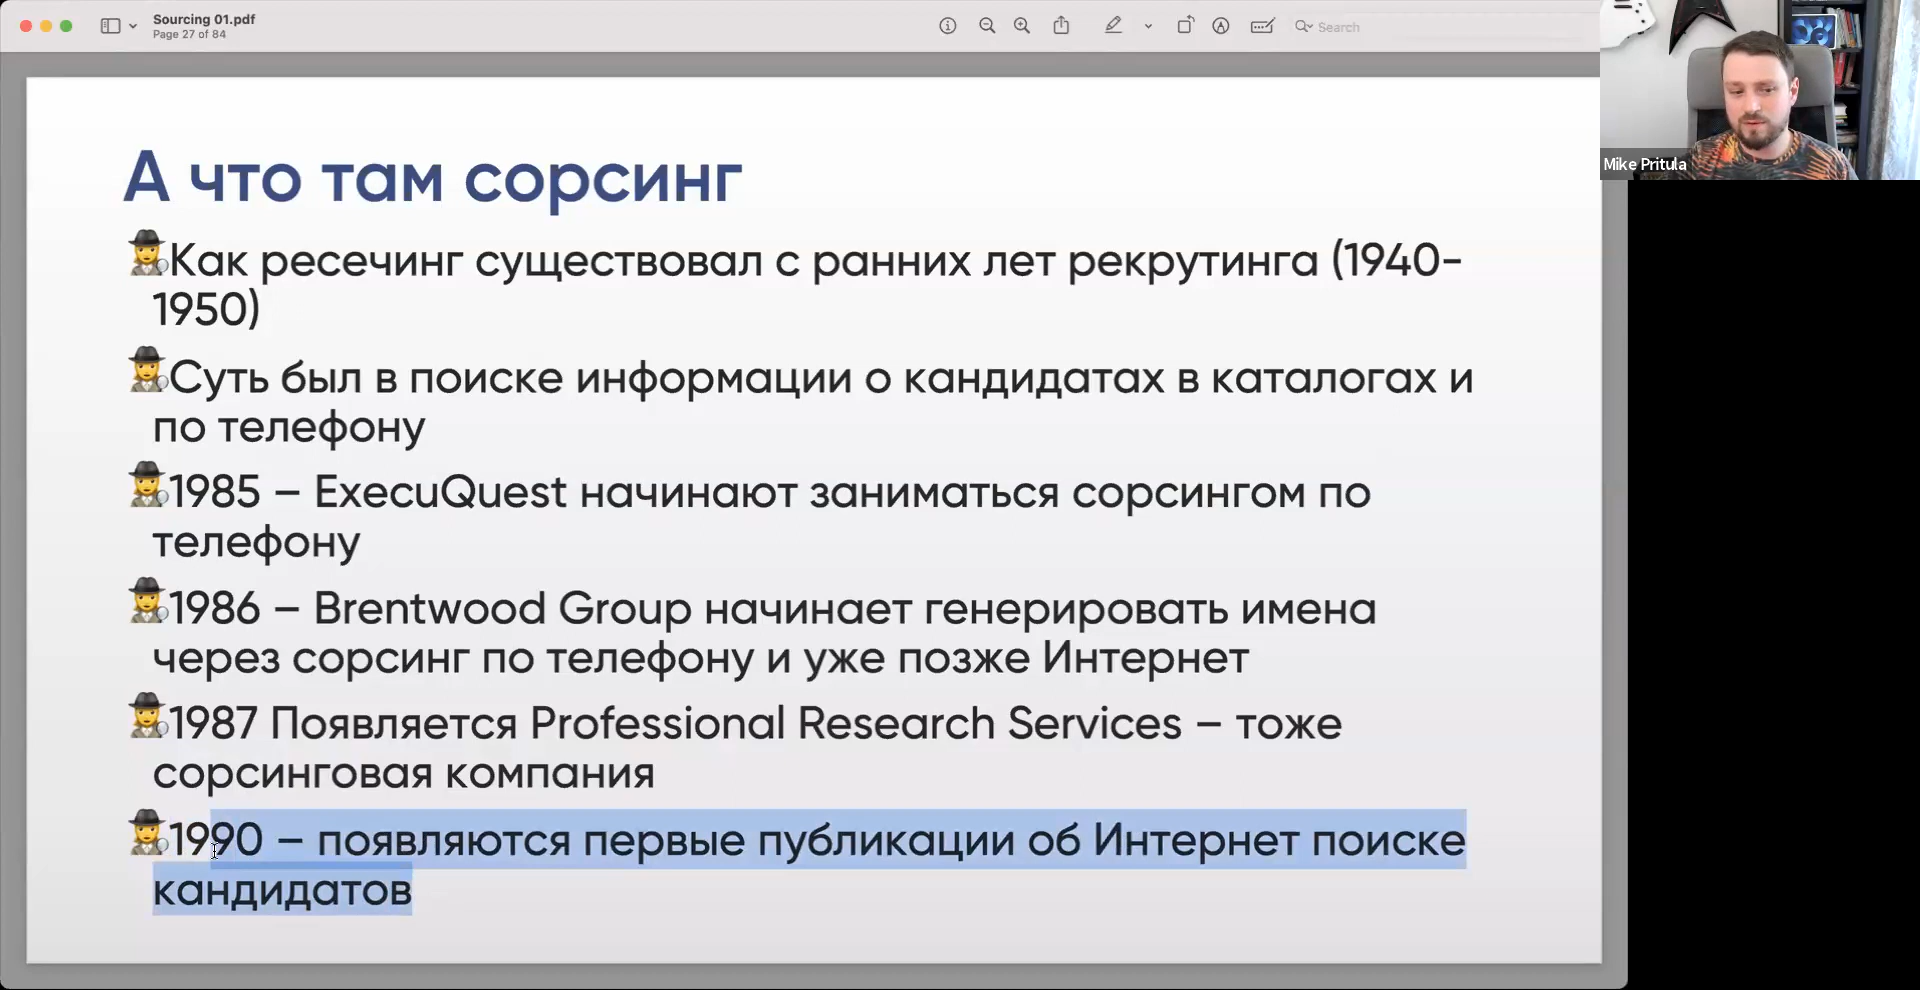 Sourcing 01.pdf
Page 27 of 84
Search
Mike Pritula
А что там сорсинг
Как ресечинг существовал с ранних лет рекрутинга (1940-
1950)
Суть был в поиске информации о кандидатах в каталогах и
по телефону
1985 – ExecuQuest начинают заниматься сорсингом по
телефону
1986 – Brentwood Group начинает генерировать имена
через сорсинг по телефону и уже позже Интернет
1987 Появляется Professional Research Services – тоже
сорсинговая компания
1990 – появляются первые публикации об Интернет поиске
кандидатов